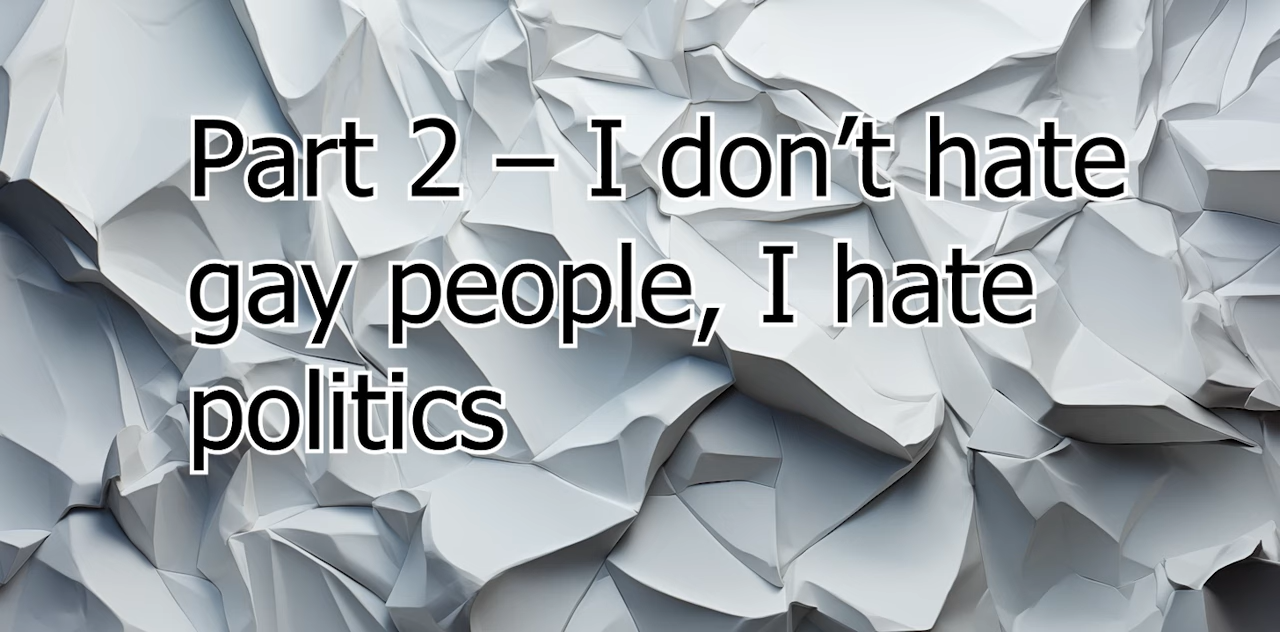 Part 2 – I don’t hate
gay people, I hate
politics